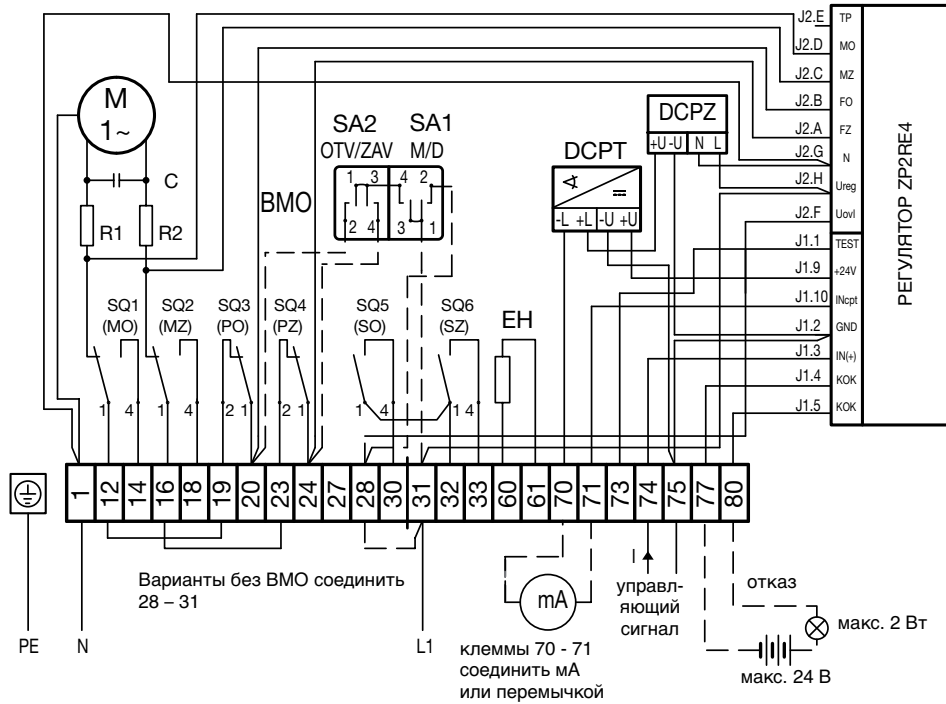 J2.E TP
J2.D MO
J2.C MZ
J2.B FO
J2.A FZ
J2.G N
J2.H Ureg
J2.F Uovl
J1.1 TEST
J1.9 +24V
J1.10 INcpt
J1.2 GND
J1.3 IN(+)
J1.4 KOK
J1.5 KOK
РЕГУЛЯТОР ZP2RE4
M
1~
C
R1
R2
ВМО
SA2
OTV/ZAV
SA1
M/D
1 3 4 2
2 4 3 1
DCPT
-L +L -U +U
DCPZ
+U -U N L
SQ1
(MO)
SQ2
(MZ)
SQ3
(PO)
SQ4
(PZ)
SQ5
(SO)
SQ6
(SZ)
EH
1 4 1 4 2 1 2 1 1 4 1 4
1 12 14 16 18 19 20 23 24 27 28 30 31 32 33 60 61 70 71 73 74 75 77 80
Варианты без ВМО соединить
28 – 31
PE
N
L1
mA
клеммы 70 - 71
соединить мА
или перемычкой
I
управл-
яющий
сигнал
отказ
макс. 2 Вт
макс. 24 В